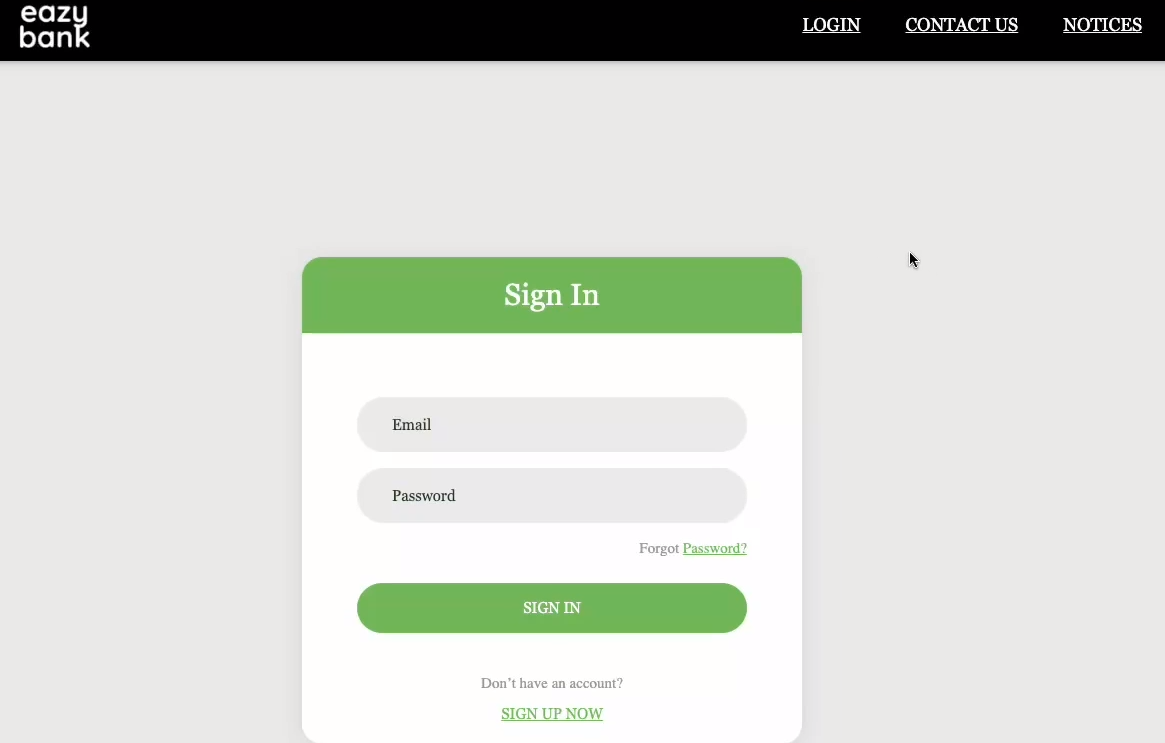 eazy
bank
LOGIN CONTACT US NOTICES
Sign In
Email
Password
Forgot Password?
SIGN IN
Don’t have an account?
SIGN UP NOW